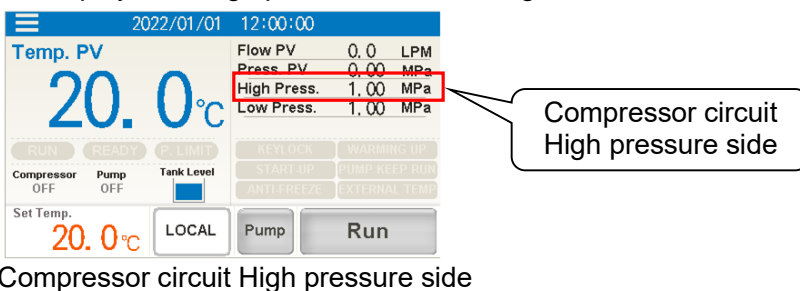 2022/01/01 12:00:00
Temp. PV
20.0℃
Flow PV 0.0 LPM
Press. PV 0.00 MPa
High Press. 1.00 MPa
Low Press. 1.00 MPa
RUN READY P. LIMIT
KEYLOCK WARMING UP
START UP PUMP KEEP RUN
ANTI-FREEZE EXTERNAL TEMP
Compressor OFF
Pump OFF
Tank Level
Set Temp.
20.0℃
LOCAL
Pump
Run
Compressor circuit
High pressure side
Compressor circuit High pressure side